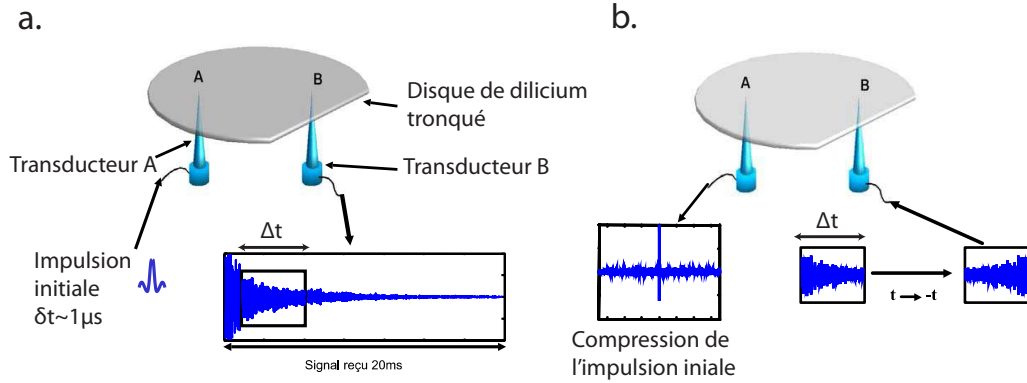 a.
A
B
Disque de dilicium
tronqué
Transducteur A
Transducteur B
Δt
Impulsion
initiale
δt~1μs
Signal reçu 20ms
b.
A
B
Δt
t → -t
Compression de
l'impulsion iniale